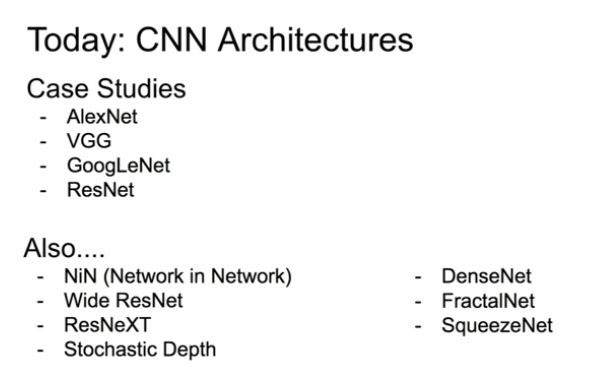 Today: CNN Architectures
Case Studies
- AlexNet
- VGG
- GoogLeNet
- ResNet
Also....
- NiN (Network in Network)
- Wide ResNet
- ResNeXT
- Stochastic Depth
- DenseNet
- FractalNet
- SqueezeNet